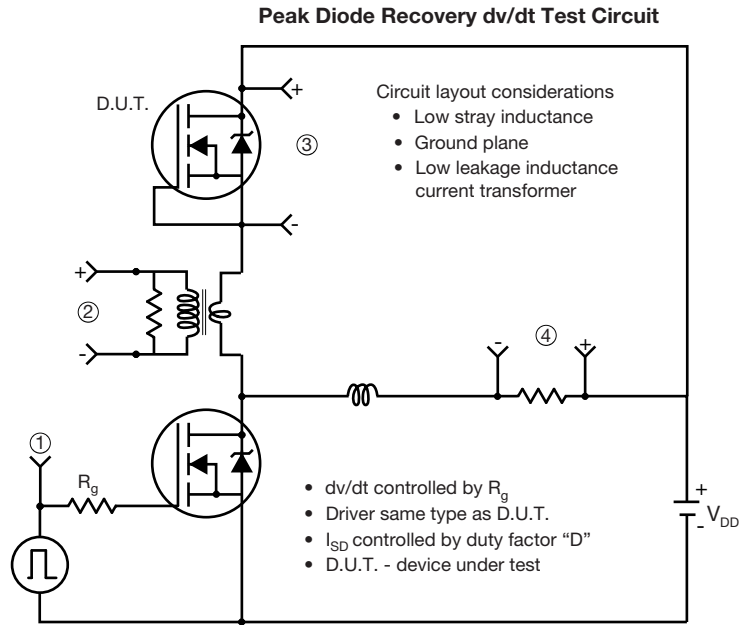 Peak Diode Recovery dv/dt Test Circuit
D.U.T.
+
-
③
Circuit layout considerations
• Low stray inductance
• Ground plane
• Low leakage inductance
current transformer
+
②
-
-
④
+
①
Rg
• dv/dt controlled by Rg
• Driver same type as D.U.T.
• ISD controlled by duty factor “D”
• D.U.T. - device under test
+
-
VDD